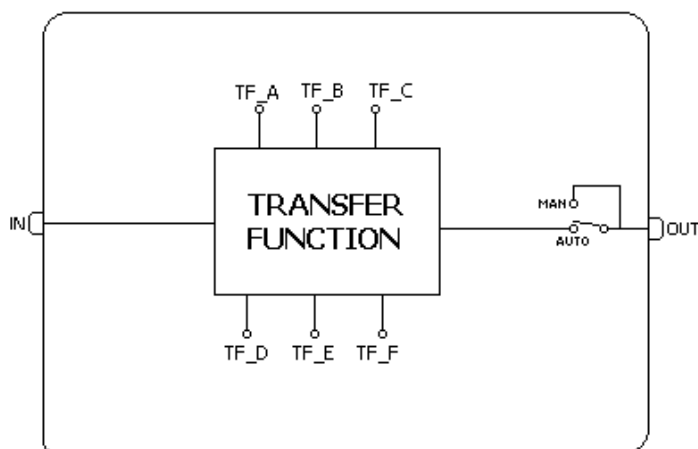 TF_A TF_B TF_C
TRANSFER
FUNCTION
MAN
IN
OUT
AUTO
TF_D TF_E TF_F